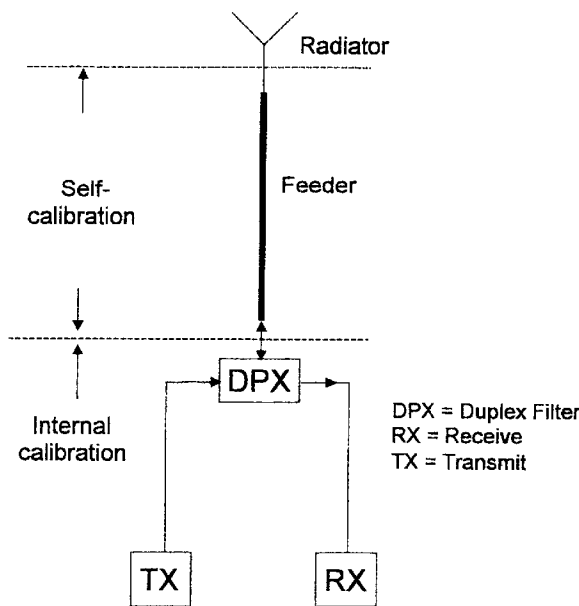 Radiator
Self-
calibration
Feeder
DPX
Internal
calibration
DPX = Duplex Filter
RX = Receive
TX = Transmit
TX
RX